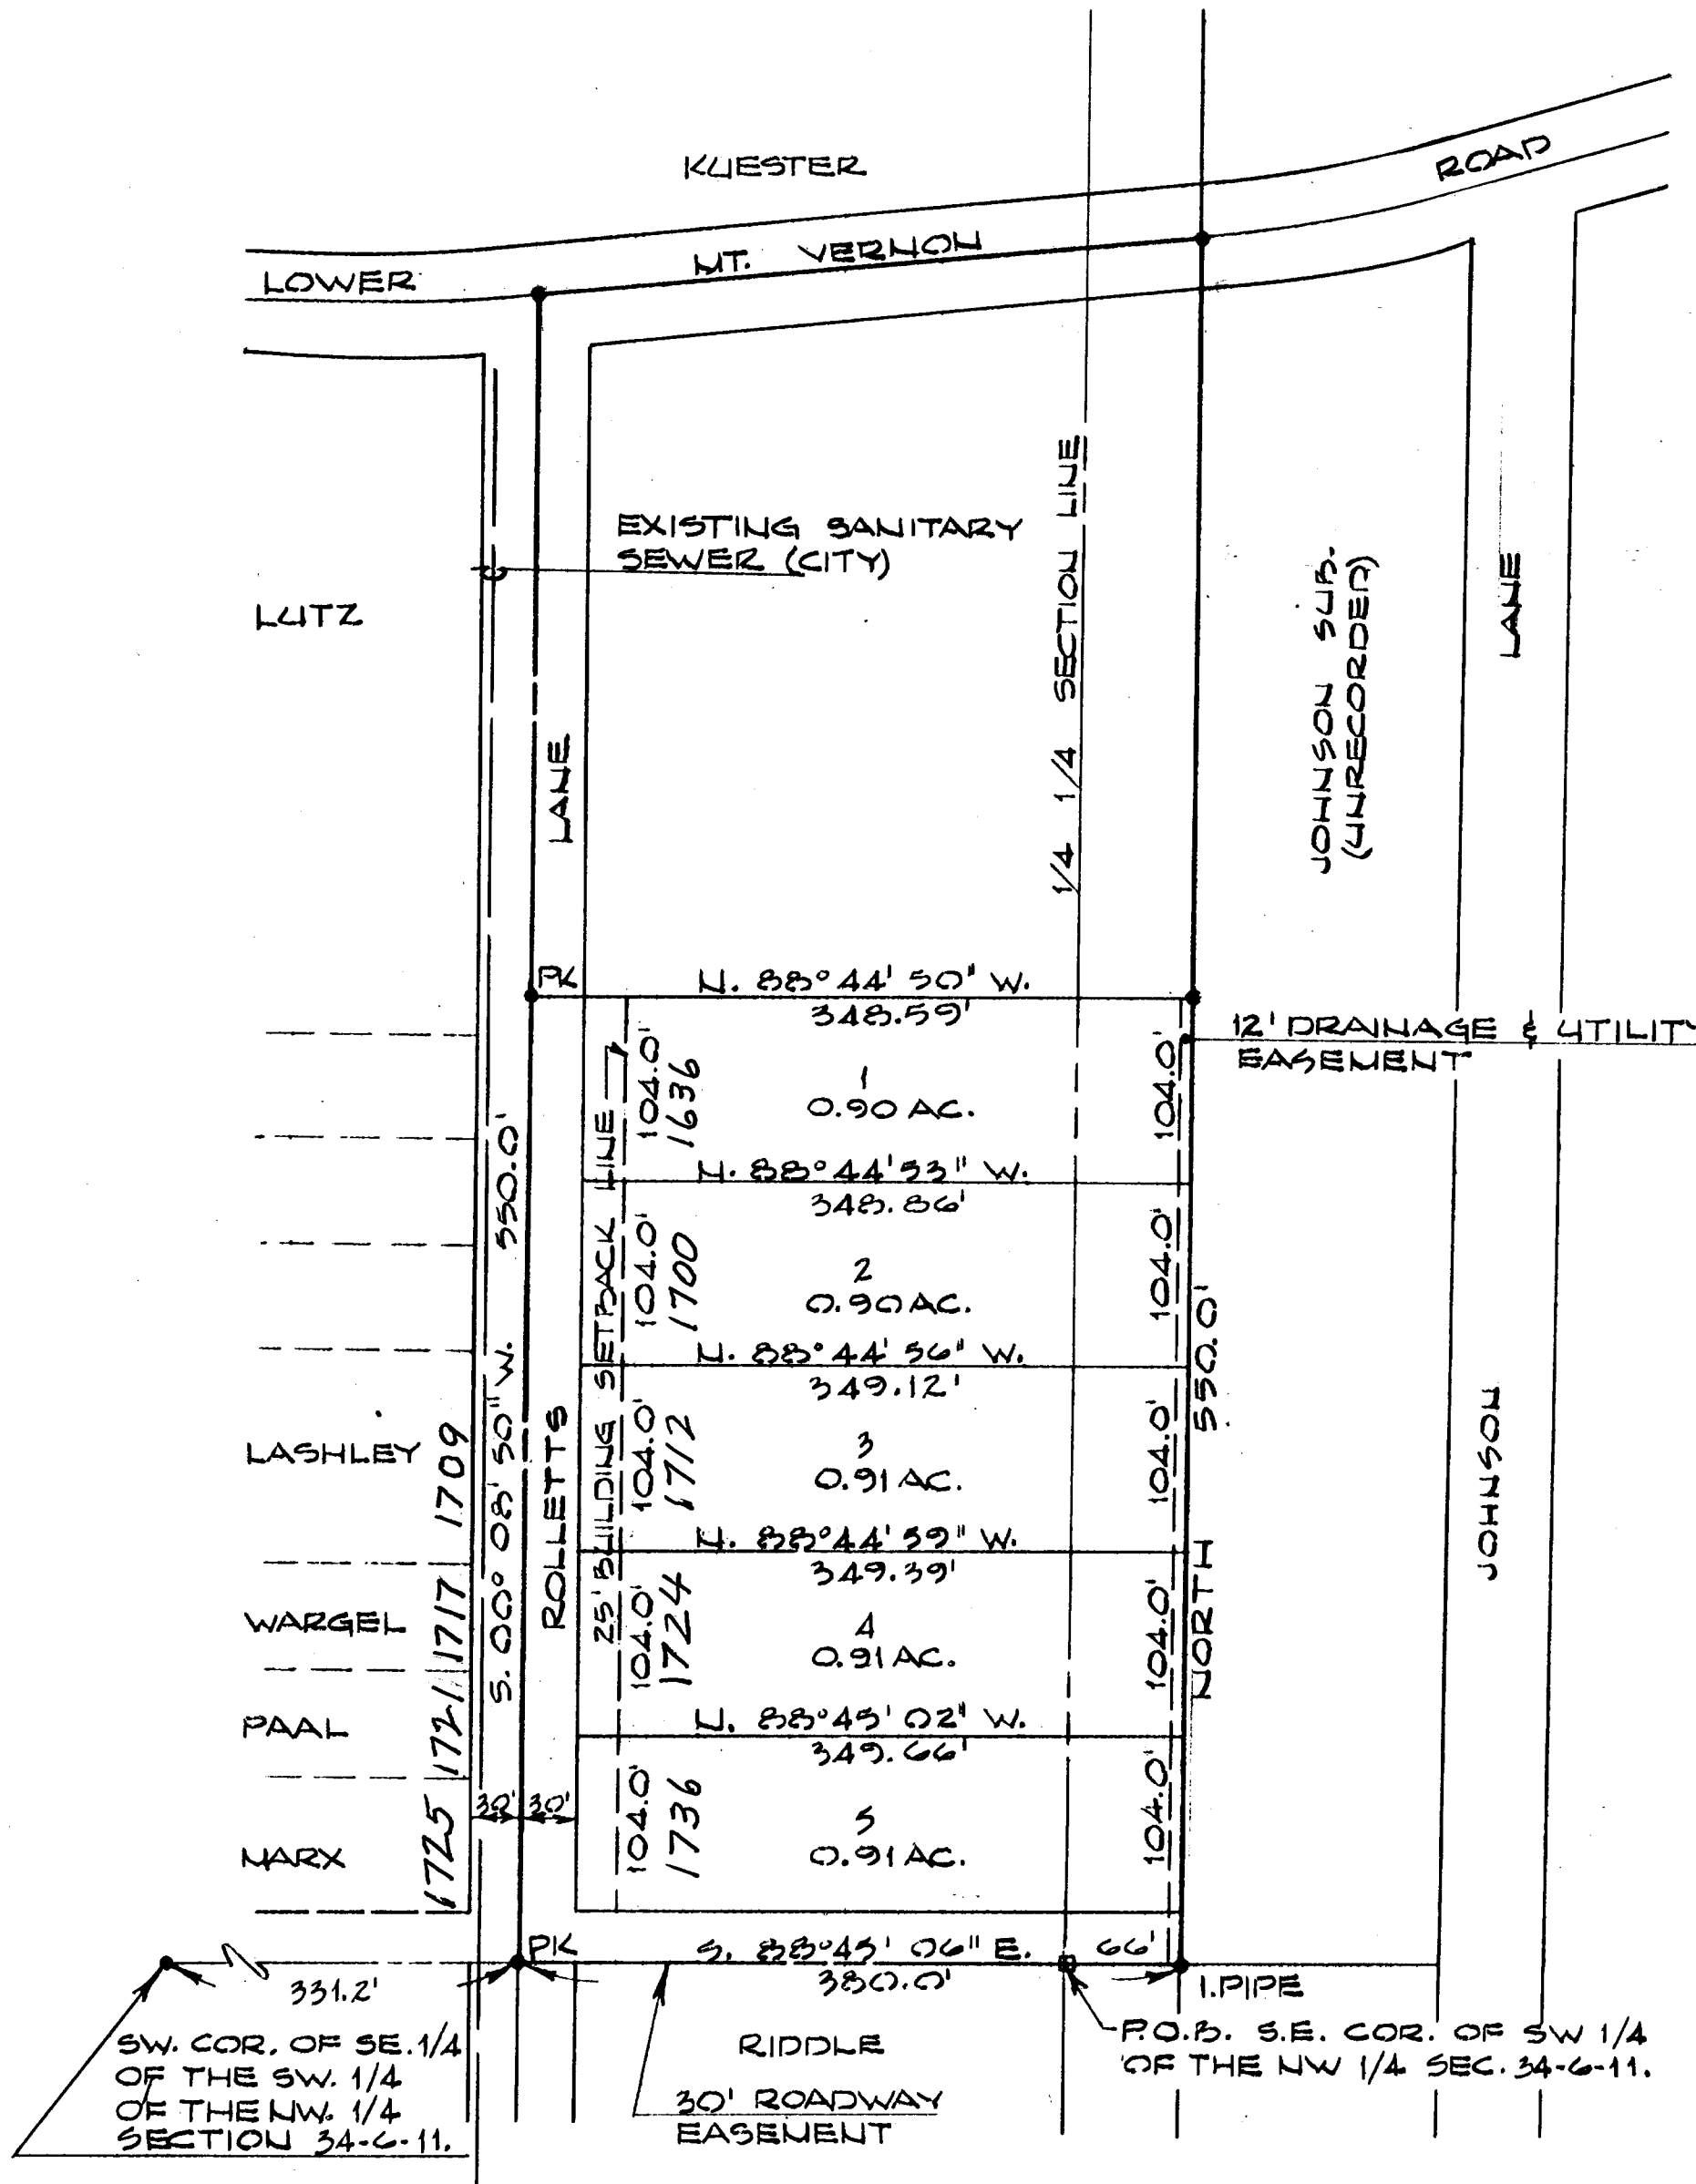 KUESTER
ROAD
MT. VERNON
LOWER
EXISTING SANITARY
SEWER (CITY)
LUTZ
1/4 1/4 SECTION LINE
JOHNSON SUB.
(UNRECORDED)
LANE
LANE
PK
N. 88° 44' 50" W.
348.59'
12' DRAINAGE & UTILITY
EASEMENT
104.0'
1636
1
0.90 AC.
104.0'
N. 88° 44' 53" W.
348.86'
550.0'
25' BUILDING SETBACK LINE
104.0'
1700
2
0.90 AC.
104.0'
N. 88° 44' 56" W.
349.12'
550.0'
S. 00° 08' 50" W.
LASHLEY
1709
ROLLETTS
104.0'
1712
3
0.91 AC.
104.0'
JOHNSON
N. 88° 44' 59" W.
349.39'
NORTH
WARGEL
1717
104.0'
1724
4
0.91 AC.
104.0'
PAAL
1721
N. 88° 45' 02" W.
349.66'
30' 30'
MARX
1725
104.0'
1736
5
0.91 AC.
104.0'
PK
S. 88° 45' 06" E. 66'
331.2'
380.0'
I.PIPE
SW. COR. OF SE. 1/4
OF THE SW. 1/4
OF THE NW. 1/4
SECTION 34-6-11.
RIDDLE
30' ROADWAY
EASEMENT
P.O.B. S.E. COR. OF SW 1/4
OF THE NW 1/4 SEC. 34-6-11.